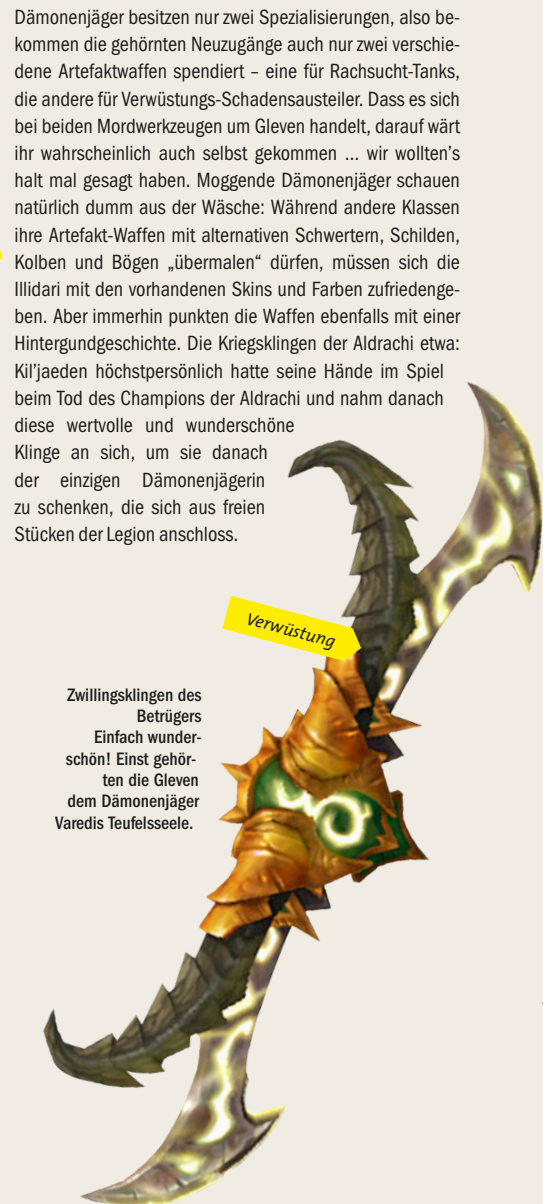 Dämonenjäger besitzen nur zwei Spezialisierungen, also be-
kommen die gehörnten Neuzugänge auch nur zwei verschie-
dene Artefaktwaffen spendiert – eine für Rachsucht-Tanks,
die andere für Verwüstungs-Schadensausteiler. Dass es sich
bei beiden Mordwerkzeugen um Gleven handelt, darauf wärt
ihr wahrscheinlich auch selbst gekommen ... wir wollten's
halt mal gesagt haben. Moggende Dämonenjäger schauen
natürlich dumm aus der Wäsche: Während andere Klassen
ihre Artefakt-Waffen mit alternativen Schwertern, Schilden,
Kolben und Bögen „übermalen“ dürfen, müssen sich die
Illidari mit den vorhandenen Skins und Farben zufriedenge-
ben. Aber immerhin punkten die Waffen ebenfalls mit einer
Hintergundgeschichte. Die Kriegsklingen der Aldrachi etwa:
Kil'jaeden höchstpersönlich hatte seine Hände im Spiel
beim Tod des Champions der Aldrachi und nahm danach
diese wertvolle und wunderschöne
Klinge an sich, um sie danach
der einzigen Dämonenjägerin
zu schenken, die sich aus freien
Stücken der Legion anschloss.
Verwüstung
Zwillingsklingen des
Betrügers
Einfach wunder-
schön! Einst gehör-
ten die Gleven
dem Dämonenjäger
Varedis Teufelsseele.